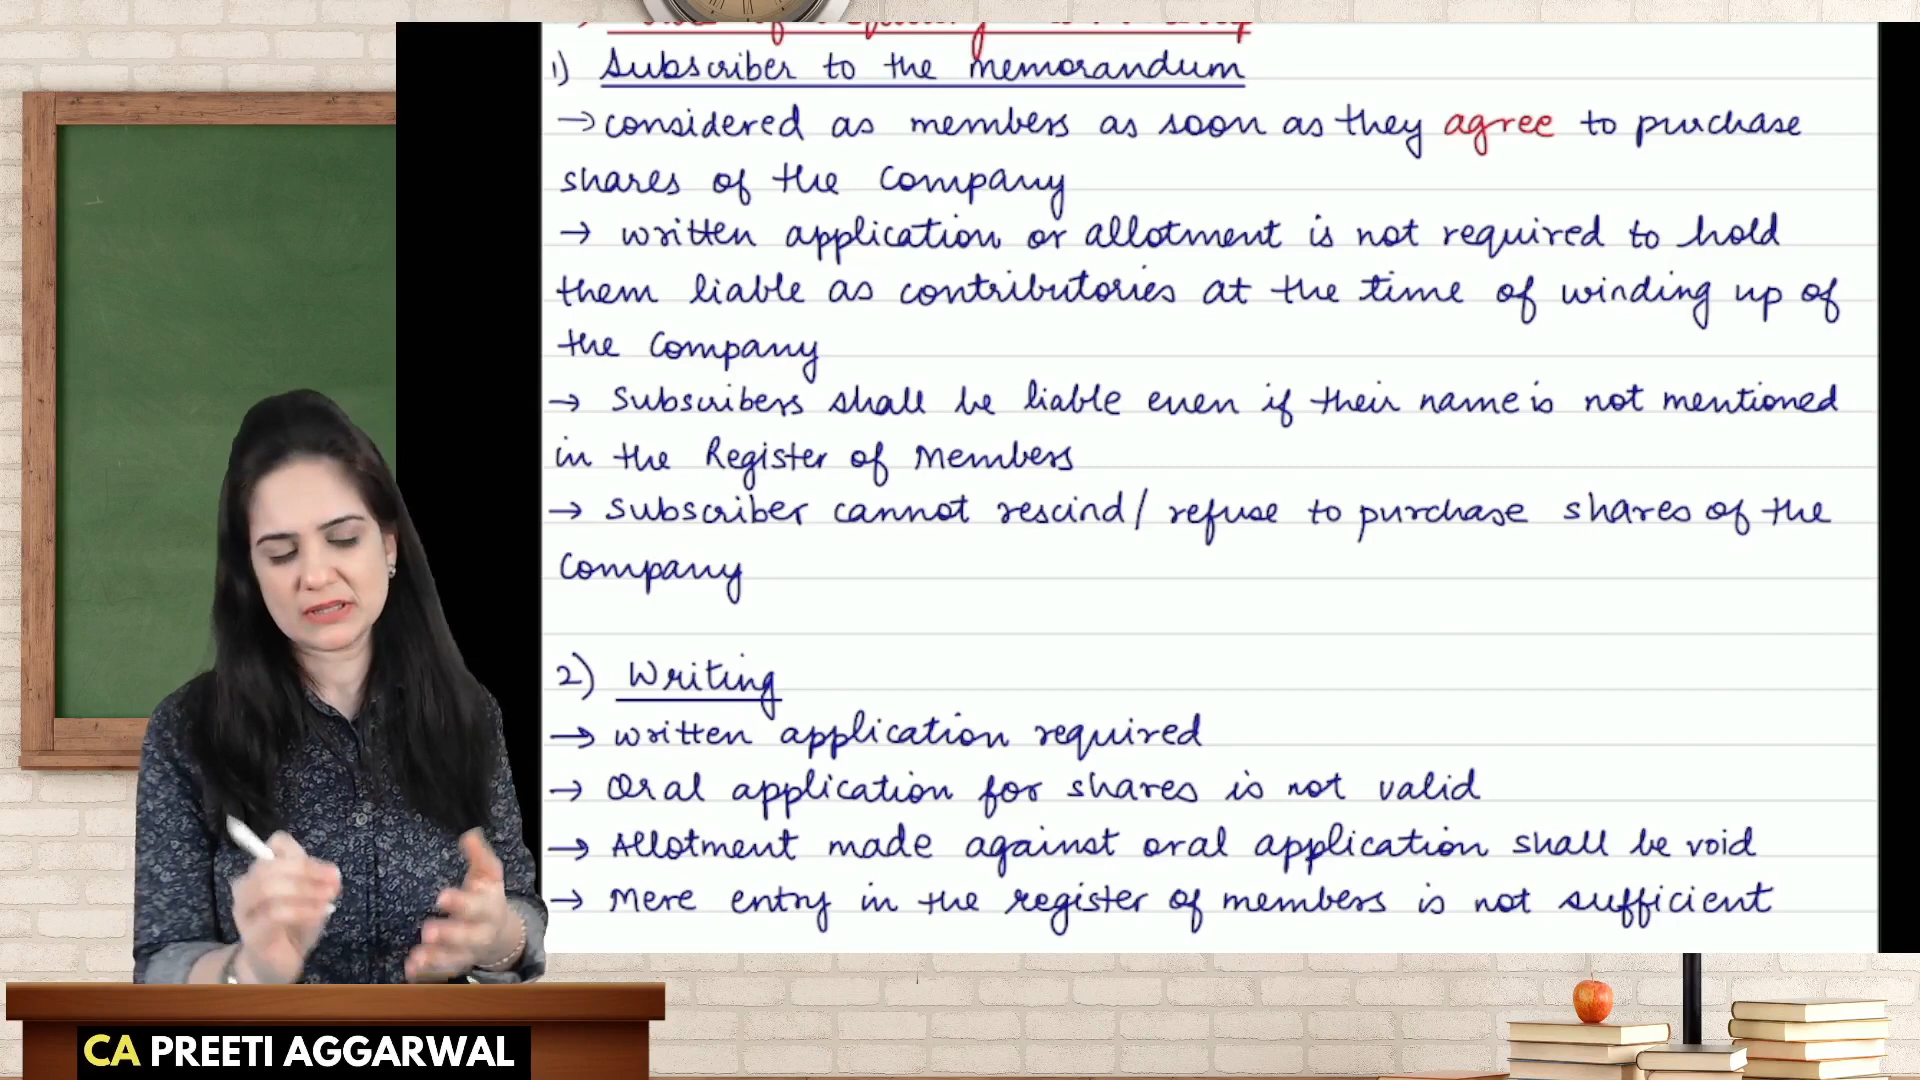 1) Subscriber to the memorandum
→ considered as members as soon as they agree to purchase
shares of the company
→ written application or allotment is not required to hold
them liable as contributories at the time of winding up of
the company
→ Subscribers shall be liable even if their name is not mentioned
in the Register of Members
→ Subscriber cannot rescind/ refuse to purchase shares of the
company
2) Writing
→ written application required
→ Oral application for shares is not valid
→ Allotment made against oral application shall be void
→ Mere entry in the register of members is not sufficient
CA PREETI AGGARWAL